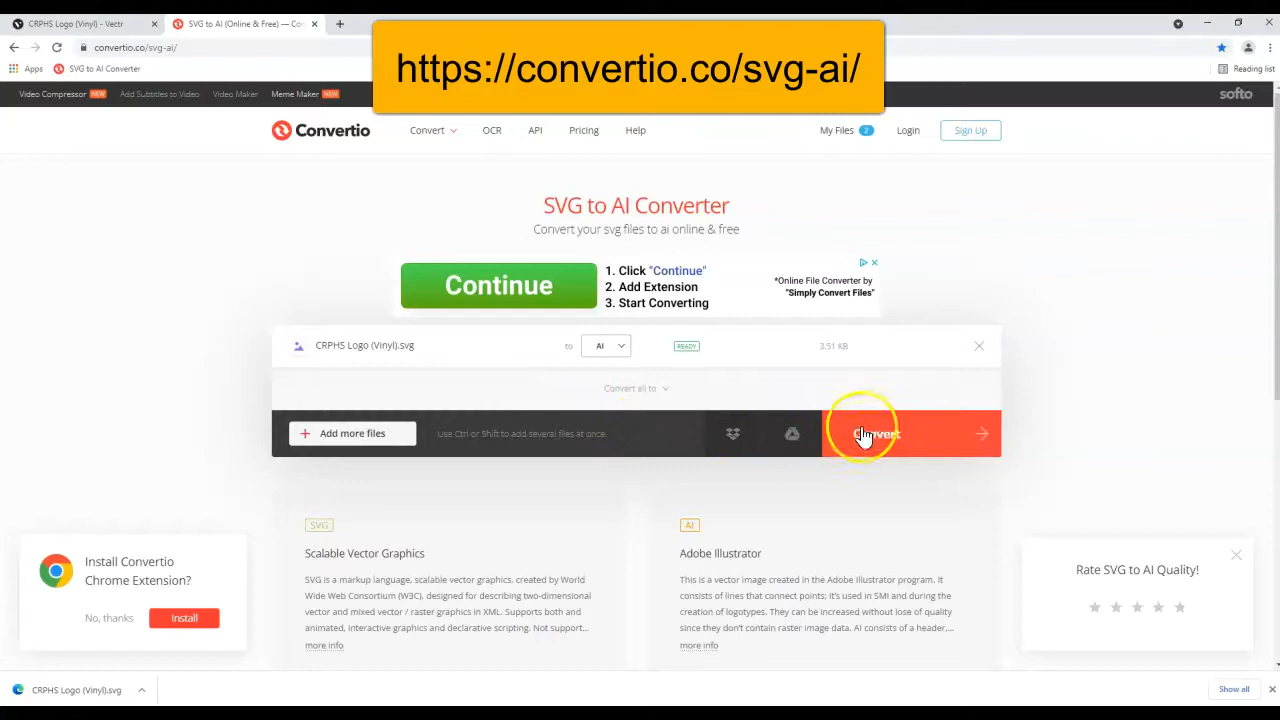 CRPHS Logo (Vinyl) - Vectr
SVG to AI (Online & Free) — Co
https://convertio.co/svg-ai/
convertio.co/svg-ai/
Apps
SVG to AI Converter
Reading list
Video Compressor NEW
Add Subtitles to Video
Video Maker
Meme Maker NEW
softo
Convertio
Convert
OCR
API
Pricing
Help
My Files 2
Login
Sign Up
SVG to AI Converter
Convert your svg files to ai online & free
Continue
1. Click "Continue"
2. Add Extension
3. Start Converting
*Online File Converter by
"Simply Convert Files"
CRPHS Logo (Vinyl).svg
to
AI
READY
3.51 KB
Convert all to
Add more files
Use Ctrl or Shift to add several files at once.
Convert
SVG
Scalable Vector Graphics
SVG is a markup language, scalable vector graphics, created by World
Wide Web Consortium (W3C), designed for describing two-dimensional
vector and mixed vector / raster graphics in XML. Supports both and
animated, interactive graphics and declarative scripting. Not support...
more info
AI
Adobe Illustrator
This is a vector image created in the Adobe Illustrator program. It
consists of lines that connect points; it's used in SMI and during the
creation of logotypes. They can be increased without lose of quality
since they don't contain raster image data. AI consists of a header,...
more info
Install Convertio
Chrome Extension?
No, thanks
Install
Rate SVG to AI Quality!
CRPHS Logo (Vinyl).svg
Show all